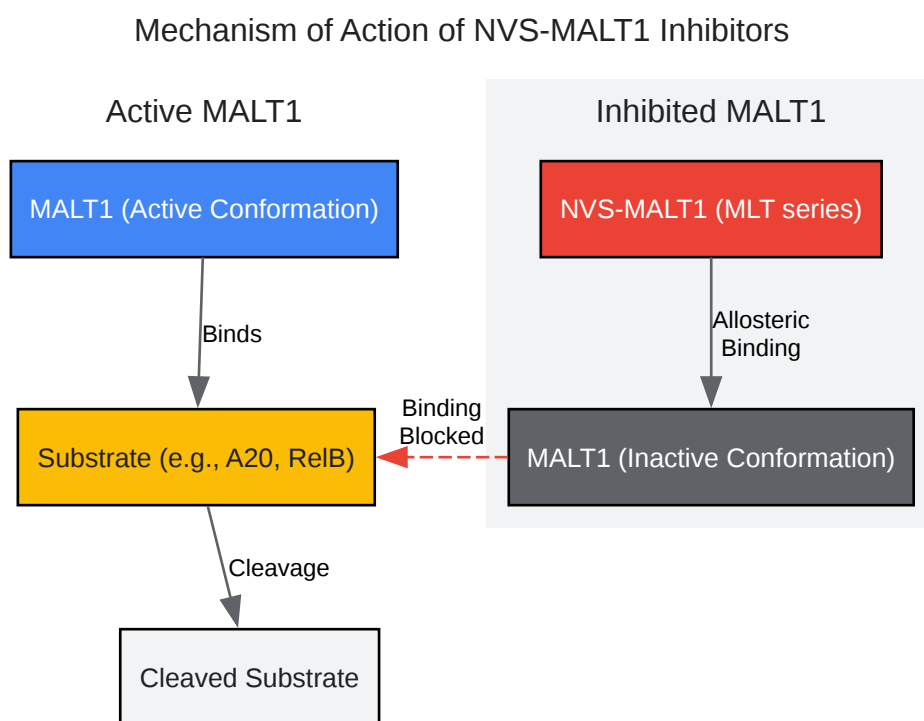 Mechanism of Action of NVS-MALT1 Inhibitors
Active MALT1
Inhibited MALT1
MALT1 (Active Conformation)
NVS-MALT1 (MLT series)
Binds
Allosteric
Binding
Binding
Blocked
Substrate (e.g., A20, RelB)
MALT1 (Inactive Conformation)
Cleavage
Cleaved Substrate